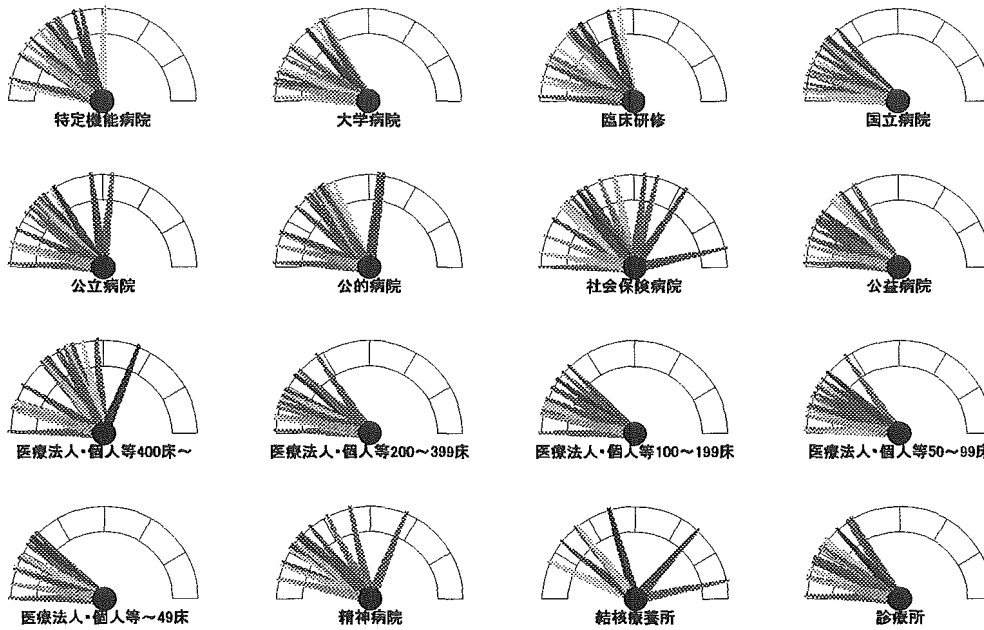 特定機能病院
大学病院
臨床研修
国立病院
公立病院
公的病院
社会保険病院
公益病院
医療法人・個人等400床～
医療法人・個人等200～399床
医療法人・個人等100～199床
医療法人・個人等50～99床
医療法人・個人等～49床
精神病院
結核療養所
診療所